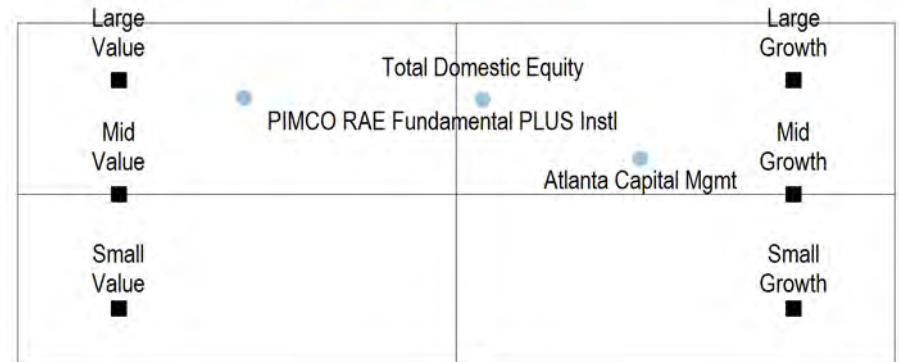 Large
Value
Large
Growth
Total Domestic Equity
PIMCO RAE Fundamental PLUS Instl
Mid
Value
Mid
Growth
Atlanta Capital Mgmt
Small
Value
Small
Growth